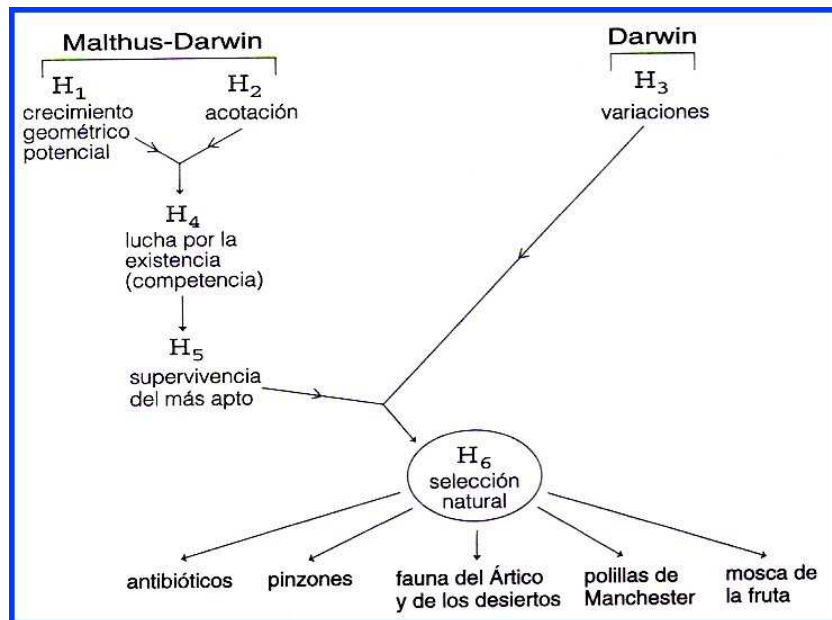 Malthus-Darwin
Darwin
H₁
crecimiento
geométrico
potencial
H₂
acotación
H₃
variaciones
H₄
lucha por la
existencia
(competencia)
H₅
supervivencia
del más apto
H₆
selección
natural
antibióticos
pinzones
fauna del Ártico
y de los desiertos
polillas de
Manchester
mosca de
la fruta